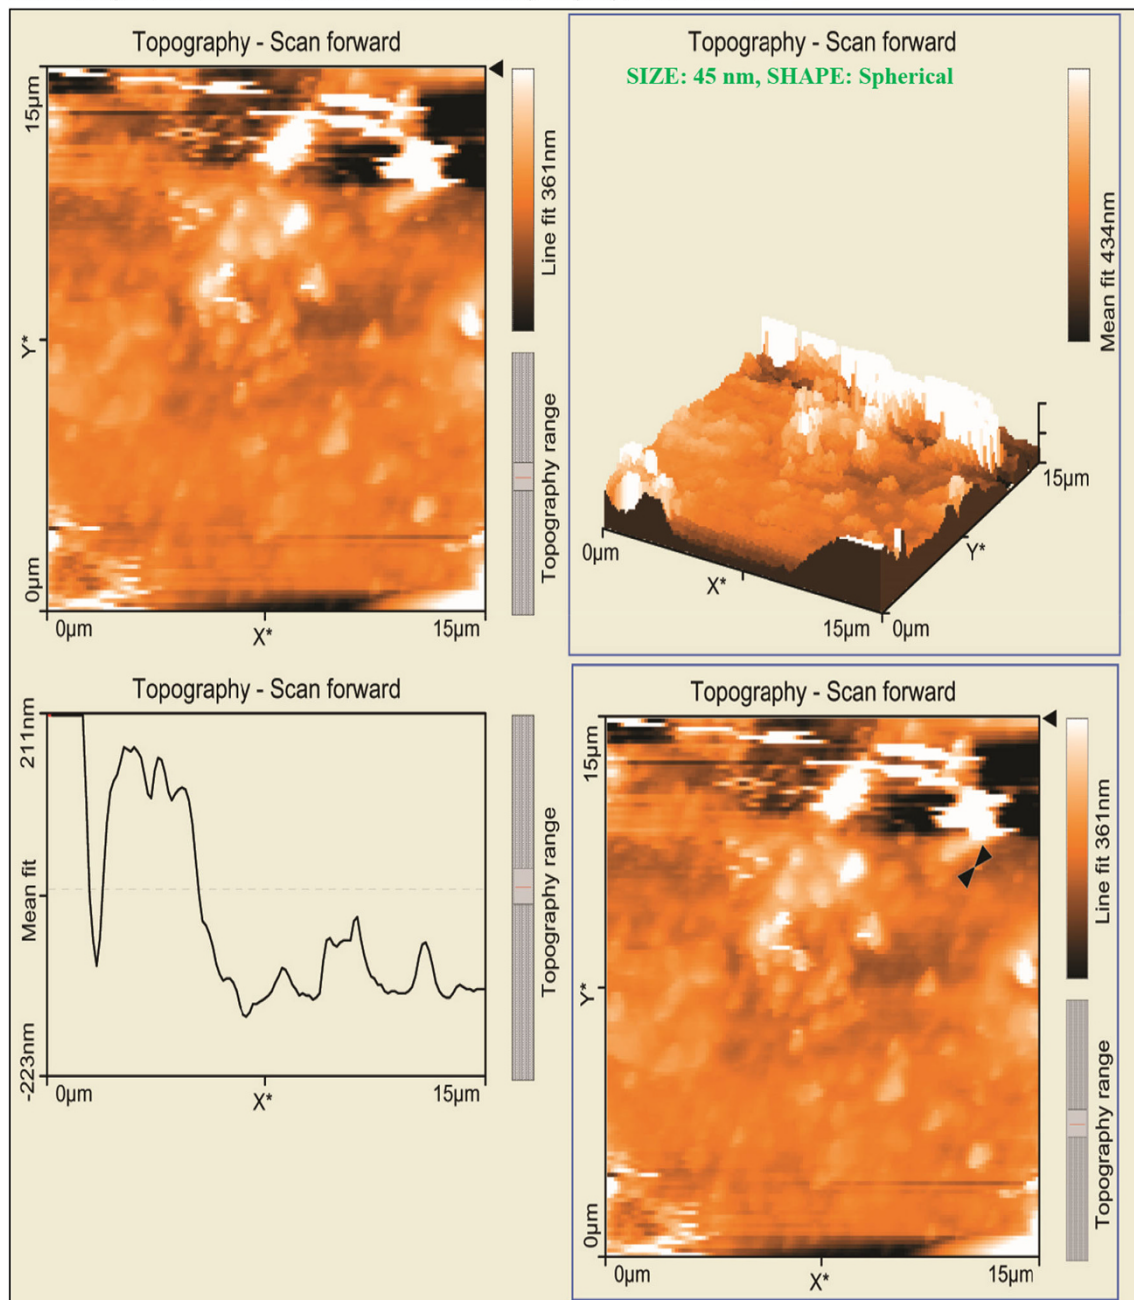 Topography - Scan forward
15µm
Y*
0µm
0µm
X*
15µm
Line fit 361nm
Topography range
Topography - Scan forward
SIZE: 45 nm, SHAPE: Spherical
Mean fit 434nm
0µm
X*
15µm
0µm
Y*
15µm
Topography - Scan forward
211nm
Mean fit
-223nm
0µm
X*
15µm
Topography range
Topography - Scan forward
15µm
Y*
0µm
0µm
X*
15µm
Line fit 361nm
Topography range